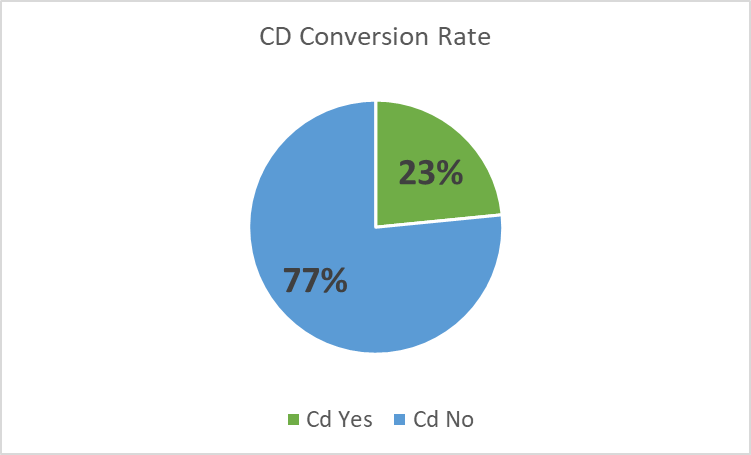 CD Conversion Rate
23%
77%
Cd Yes Cd No